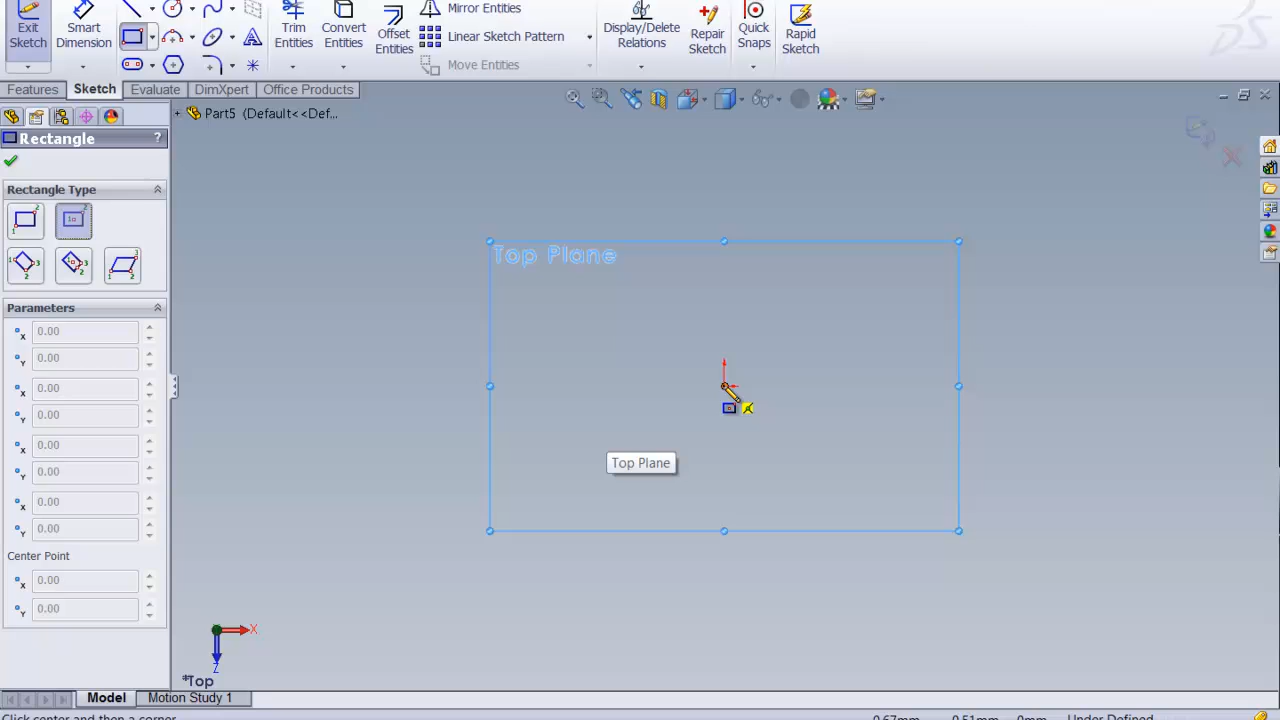 Exit
Sketch
Smart
Dimension
Trim
Entities
Convert
Entities
Offset
Entities
Mirror Entities
Linear Sketch Pattern
Move Entities
Display/Delete
Relations
Repair
Sketch
Quick
Snaps
Rapid
Sketch
Features Sketch Evaluate DimXpert Office Products
Part5 (Default<<Def...
Rectangle ?
Rectangle Type
Parameters
X 0.00
Y 0.00
X 0.00
Y 0.00
X 0.00
Y 0.00
X 0.00
Y 0.00
Center Point
X 0.00
Y 0.00
Top Plane
Top Plane
X
Z
*Top
Model Motion Study 1
Click center and then a corner 0.67mm 0.51mm 0mm Under Defined